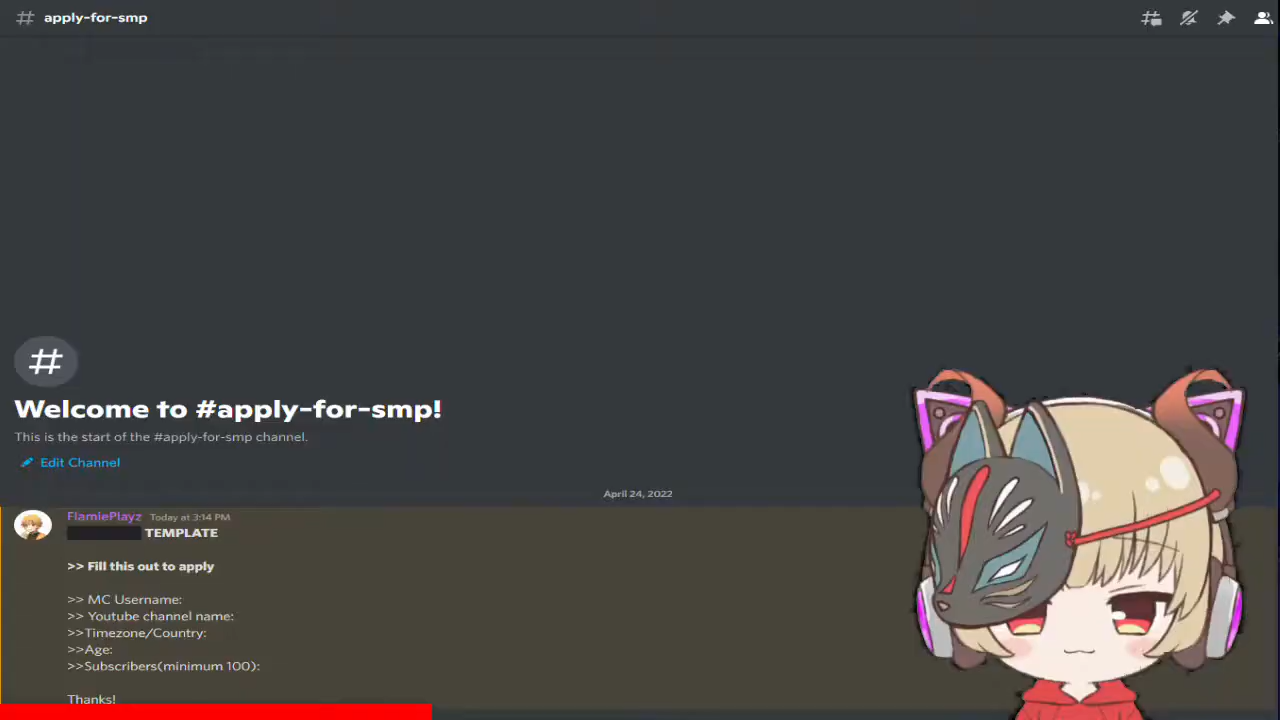 apply-for-smp
Welcome to #apply-for-smp!
This is the start of the #apply-for-smp channel.
Edit Channel
April 24, 2022
FlamiePlayz Today at 3:14 PM
TEMPLATE
>> Fill this out to apply
>> MC Username:
>> Youtube channel name:
>>Timezone/Country:
>>Age:
>>Subscribers(minimum 100):
Thanks!